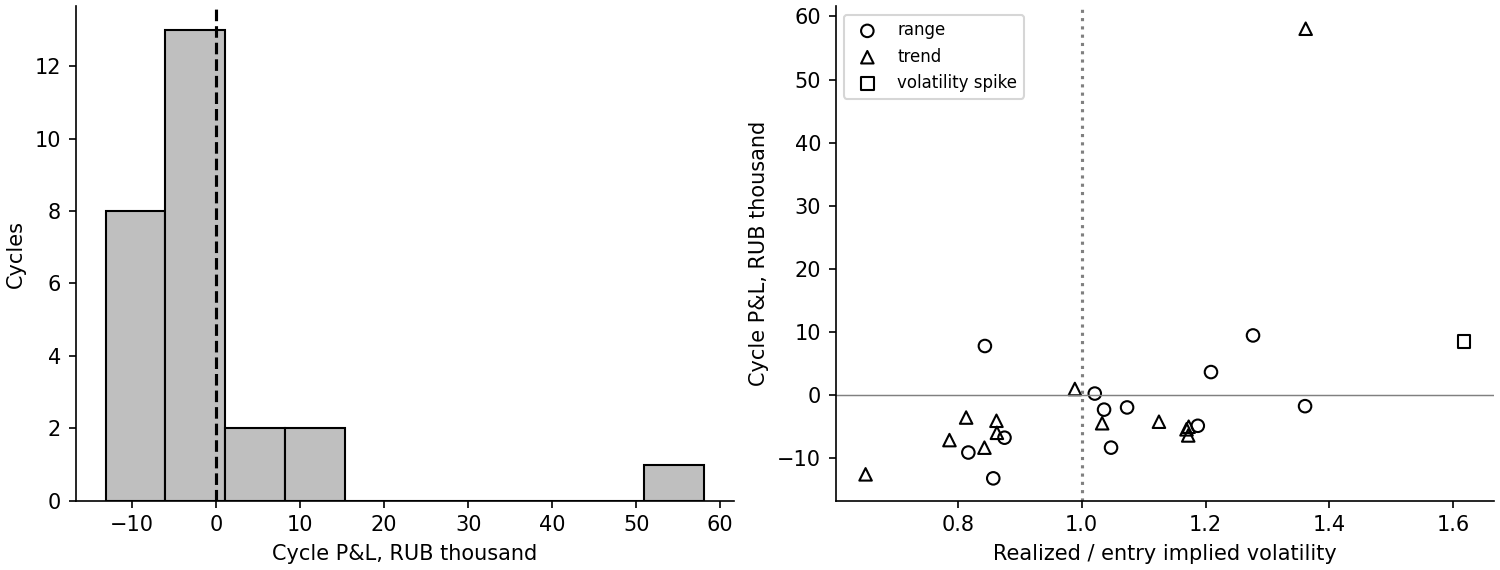 12
10
8
6
4
2
0
Cycles
−10 0 10 20 30 40 50 60
Cycle P&L, RUB thousand
60
50
40
30
20
10
0
−10
Cycle P&L, RUB thousand
range
trend
volatility spike
0.8 1.0 1.2 1.4 1.6
Realized / entry implied volatility